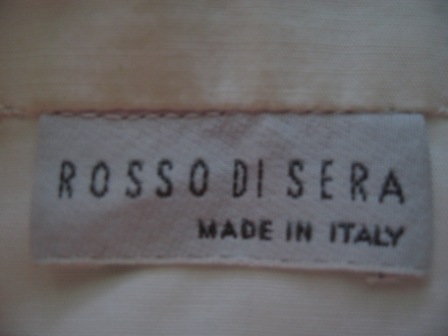 ROSSO DI SERA
MADE IN ITALY